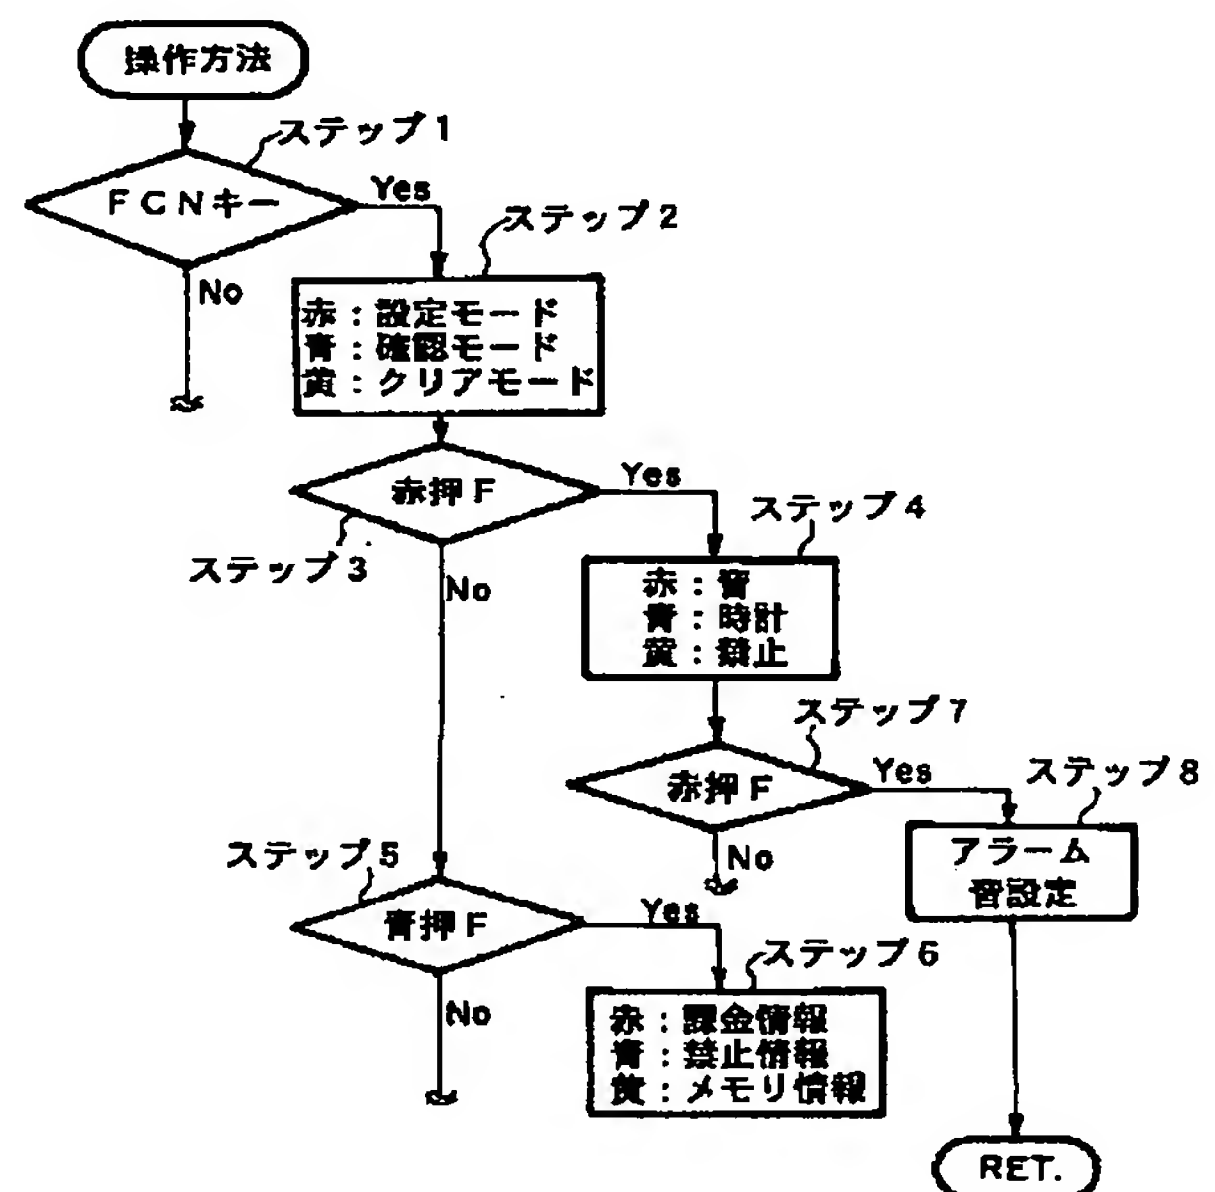 操作方法
ステップ1
FCNキー
Yes
No
ステップ2
赤:設定モード
青:確認モード
黄:クリアモード
赤押F
Yes
ステップ3
No
ステップ4
赤:音
青:時計
黄:禁止
ステップ7
赤押F
Yes
No
ステップ8
アラーム
音設定
ステップ5
青押F
Yes
No
ステップ6
赤:課金情報
青:禁止情報
黄:メモリ情報
RET.